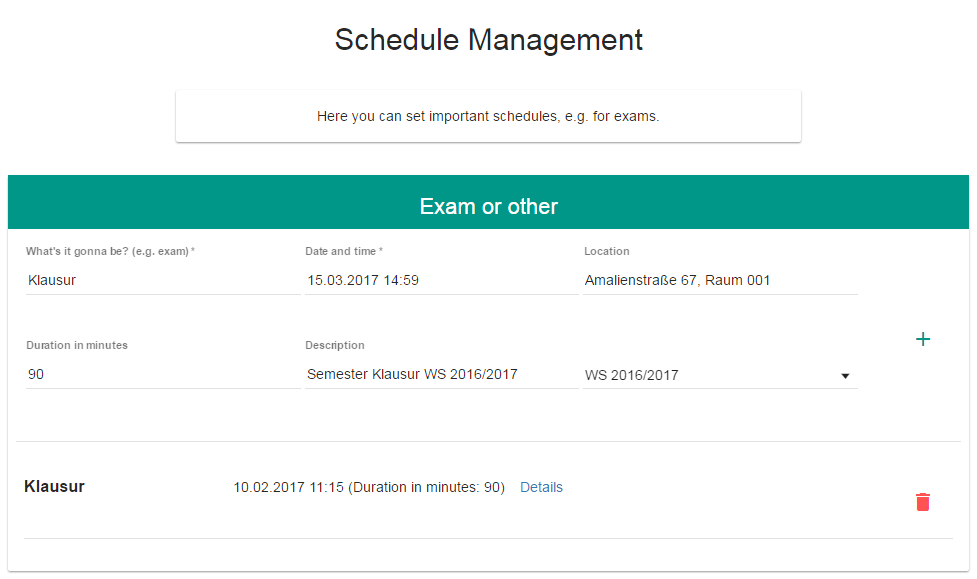 Schedule Management
Here you can set important schedules, e.g. for exams.
Exam or other
What's it gonna be? (e.g. exam) * Date and time * Location
Klausur 15.03.2017 14:59 Amalienstraße 67, Raum 001
Duration in minutes Description
90 Semester Klausur WS 2016/2017 WS 2016/2017
Klausur 10.02.2017 11:15 (Duration in minutes: 90) Details